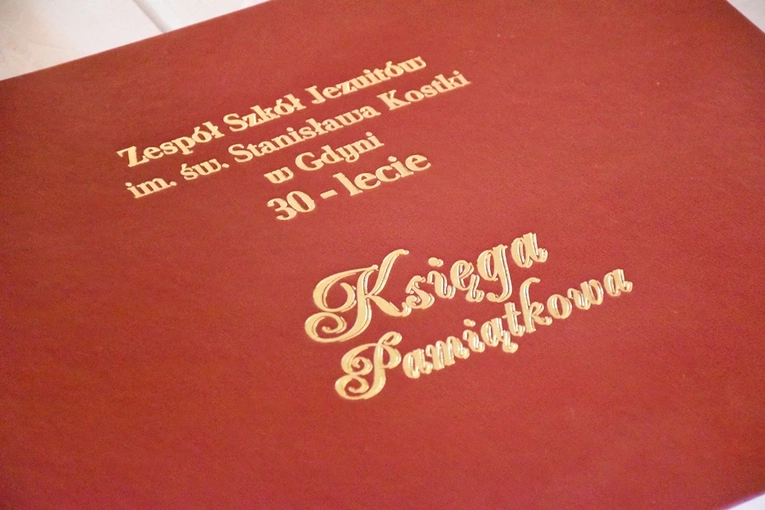 Zespół Szkół Jezuitów
im. św. Stanisława Kostki
w Gdyni
30 - lecie
Księga
Pamiątkowa